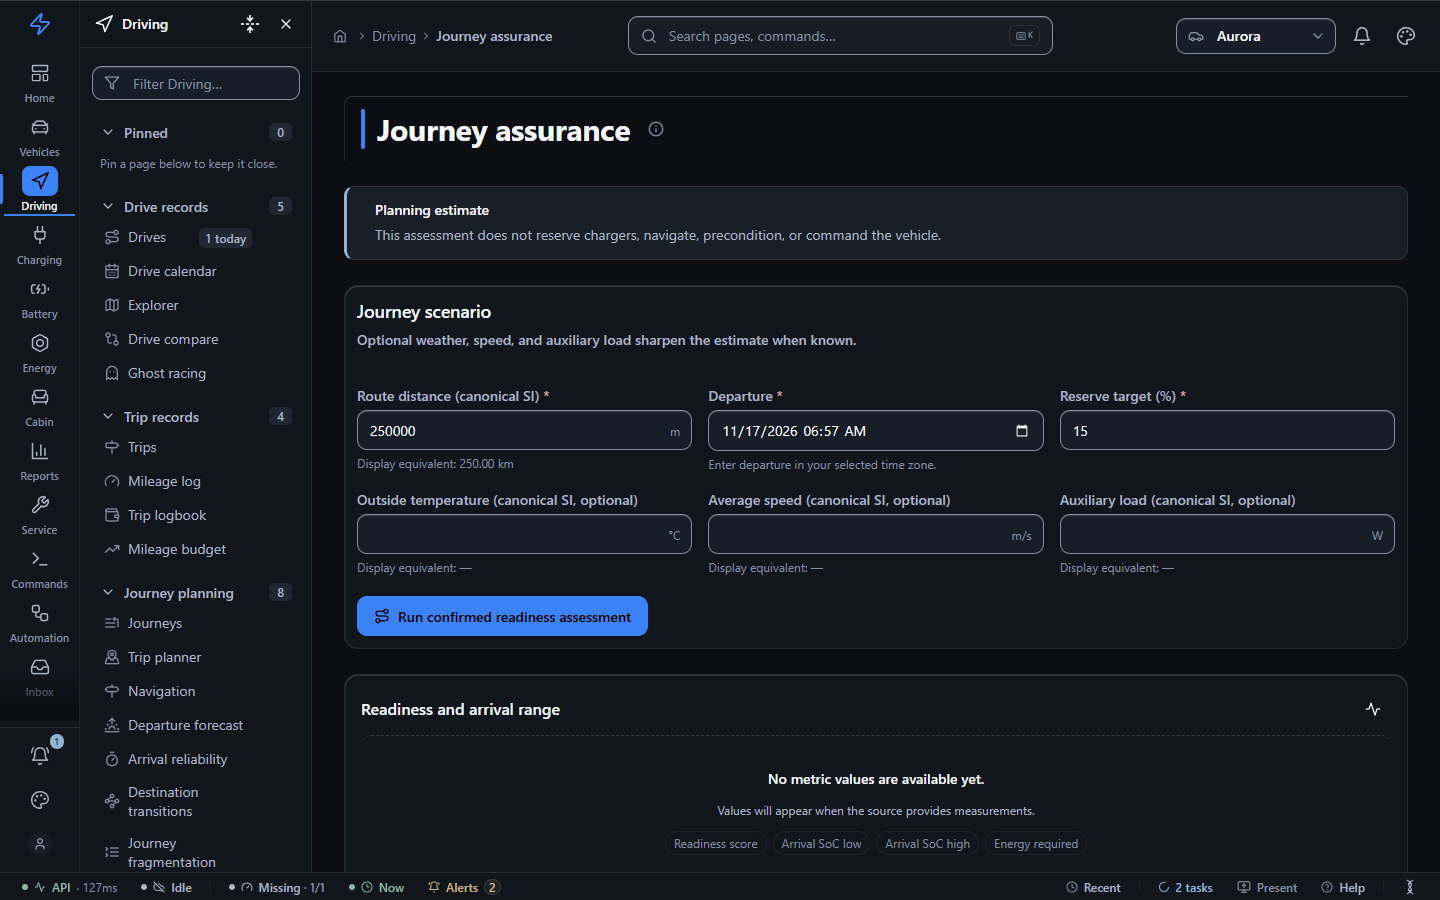 Driving
Driving
Journey assurance
Search pages, commands...
K
Aurora
Home
Vehicles
Driving
Charging
Battery
Energy
Cabin
Reports
Service
Commands
Automation
Inbox
1
Filter Driving...
Pinned
0
Pin a page below to keep it close.
Drive records
5
Drives
1 today
Drive calendar
Explorer
Drive compare
Ghost racing
Trip records
4
Trips
Mileage log
Trip logbook
Mileage budget
Journey planning
8
Journeys
Trip planner
Navigation
Departure forecast
Arrival reliability
Destination
transitions
Journey
fragmentation
Journey assurance
Planning estimate
This assessment does not reserve chargers, navigate, precondition, or command the vehicle.
Journey scenario
Optional weather, speed, and auxiliary load sharpen the estimate when known.
Route distance (canonical SI) *
Departure *
Reserve target (%) *
250000
m
11/17/2026 06:57 AM
15
Display equivalent: 250.00 km
Enter departure in your selected time zone.
Outside temperature (canonical SI, optional)
Average speed (canonical SI, optional)
Auxiliary load (canonical SI, optional)
°C
m/s
W
Display equivalent: —
Display equivalent: —
Display equivalent: —
Run confirmed readiness assessment
Readiness and arrival range
No metric values are available yet.
Values will appear when the source provides measurements.
Readiness score
Arrival SoC low
Arrival SoC high
Energy required
API · 127ms
Idle
Missing · 1/1
Now
Alerts 2
Recent
2 tasks
Present
Help